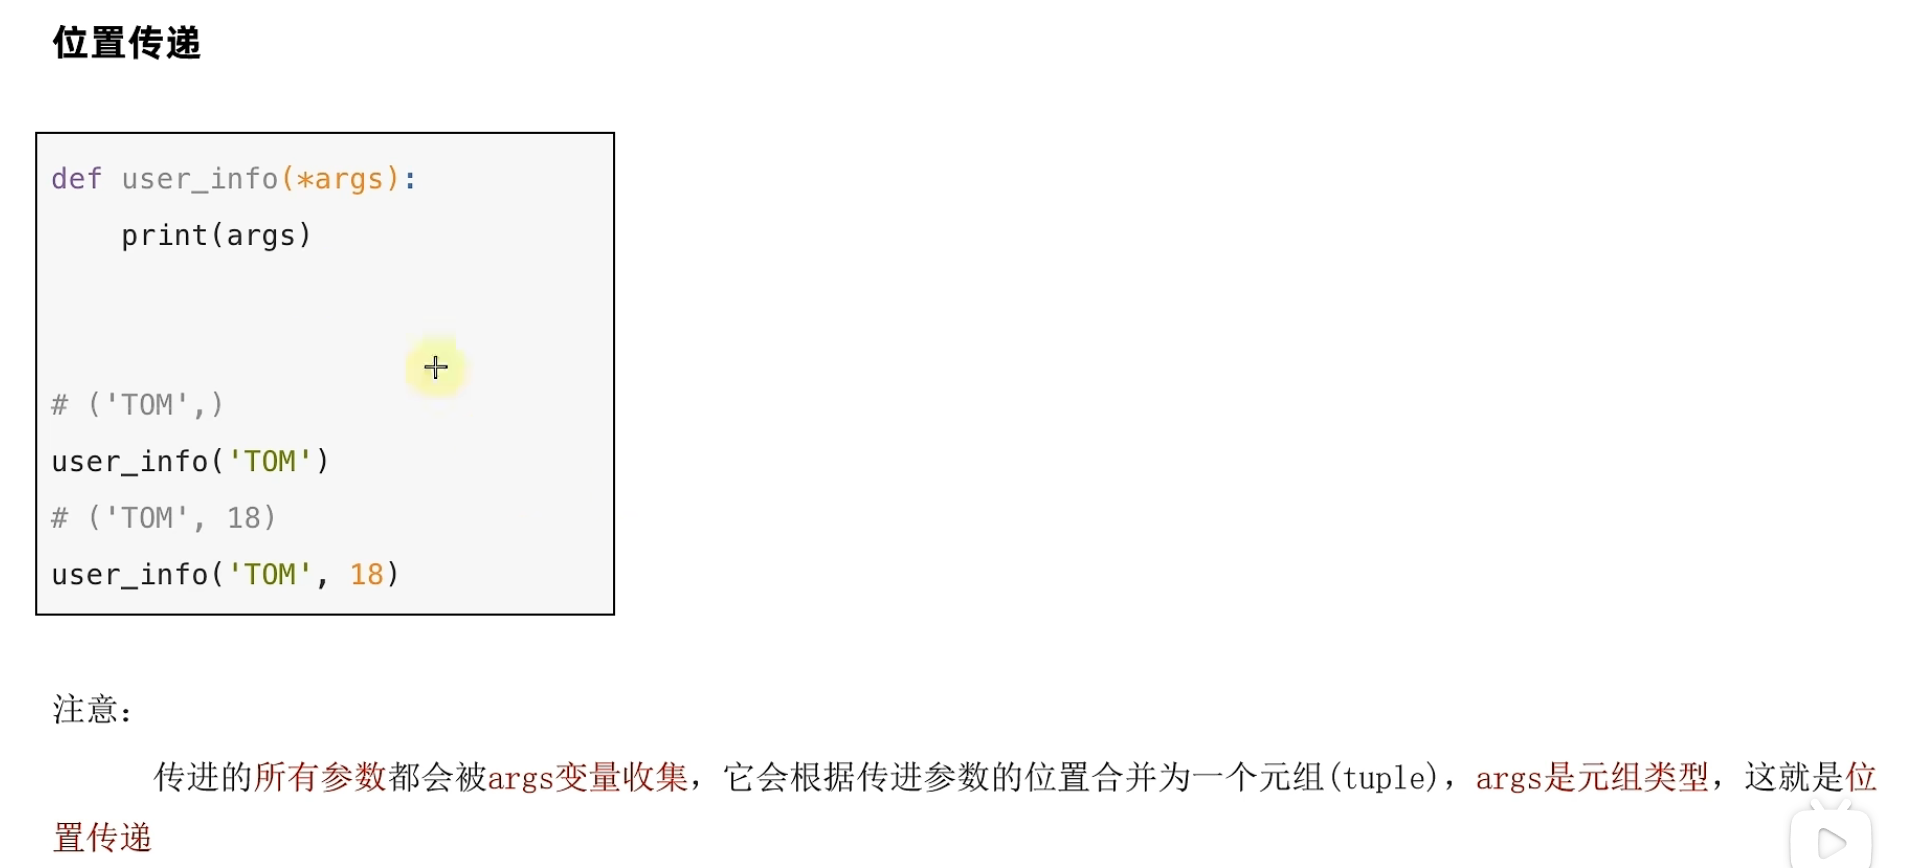 位置传递
def user_info(*args):
    print(args)
# ('TOM',)
user_info('TOM')
# ('TOM', 18)
user_info('TOM', 18)
注意：
传进的所有参数都会被args变量收集，它会根据传进参数的位置合并为一个元组(tuple)，args是元组类型，这就是位
置传递